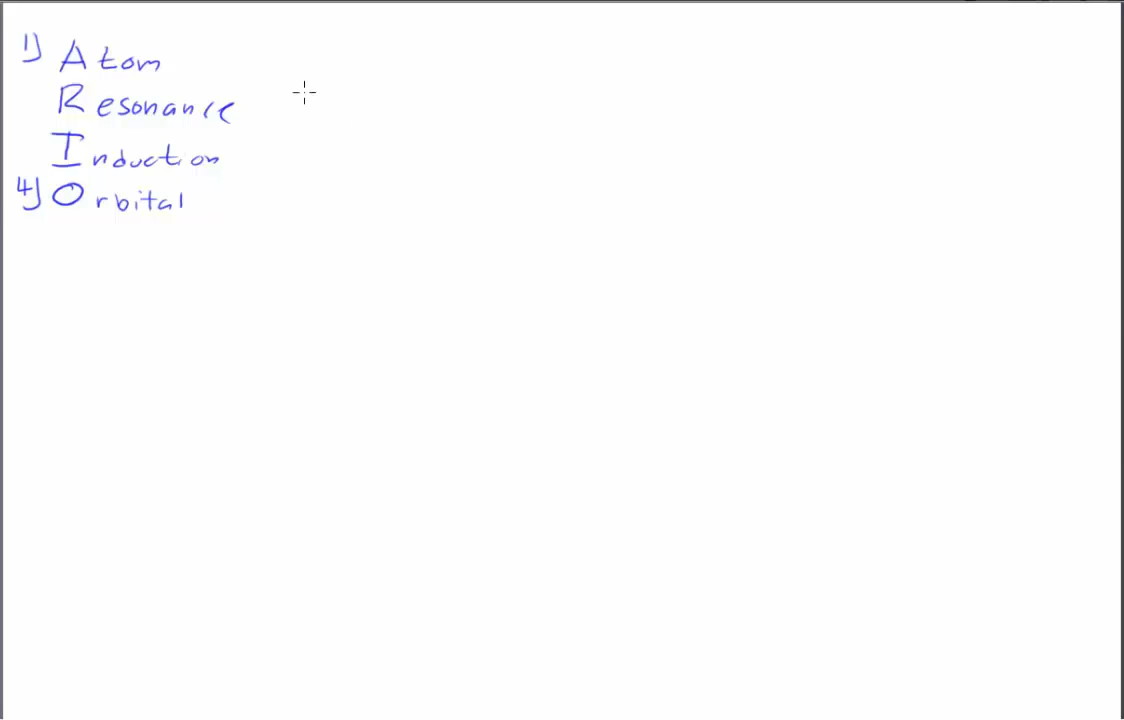 1) Atom
Resonance
Induction
4) Orbital